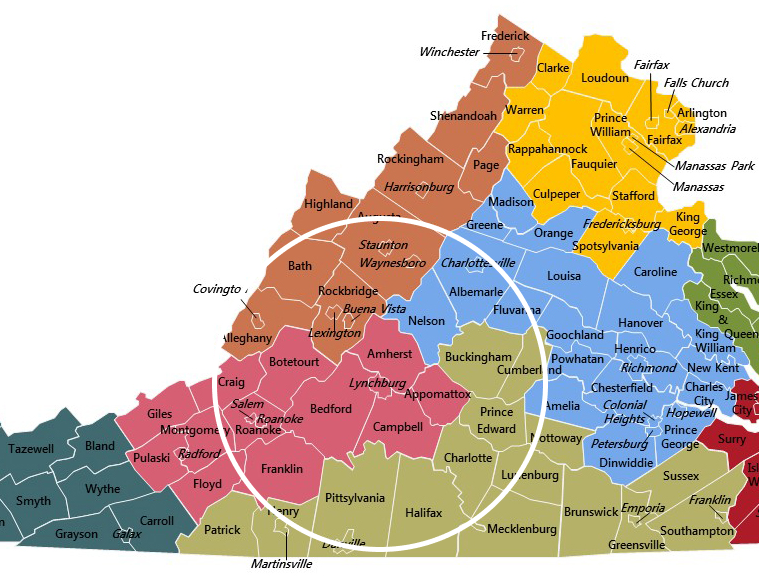 Frederick
Winchester
Clarke
Loudoun
Fairfax
Falls Church
Shenandoah
Warren
Prince
William
Arlington
Alexandria
Fairfax
Rockingham
Page
Rappahannock
Fauquier
Manassas Park
Manassas
Harrisonburg
Highland
Augusta
Madison
Culpeper
Stafford
Greene
Orange
Fredericksburg
King
George
Spotsylvania
Staunton
Waynesboro
Charlottesville
Westmorel
Bath
Louisa
Caroline
Richm
Covingto
Rockbridge
Albemarle
Essex
Buena Vista
Nelson
Fluvanna
Hanover
King
&
Queen
Alleghany
Lexington
Goochland
Henrico
King
William
Botetourt
Amherst
Buckingham
Powhatan
Richmond
New Kent
Craig
Lynchburg
Cumberland
Chesterfield
Charles
City
James
City
Salem
Roanoke
Roanoke
Bedford
Appomattox
Amelia
Colonial
Heights
Hopewell
Giles
Montgomery
Campbell
Prince
Edward
Nottoway
Petersburg
Prince
George
Surry
Tazewell
Bland
Pulaski
Radford
Franklin
Charlotte
Dinwiddie
Smyth
Wythe
Floyd
Pittsylvania
Lunenburg
Sussex
Isl
W
n
Grayson
Galax
Carroll
Patrick
Henry
Halifax
Brunswick
Emporia
Franklin
Martinsville
Danville
Mecklenburg
Greensville
Southampton